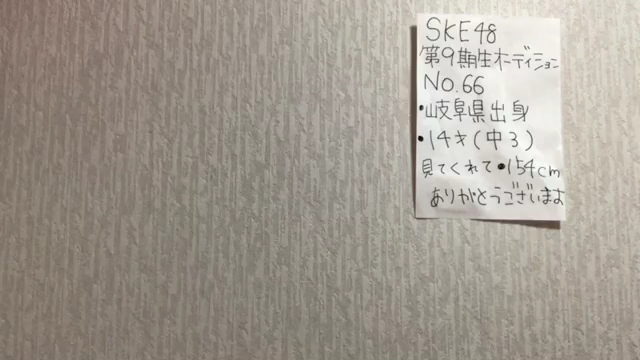 SKE48
第9期生オーディション
No.66
•岐阜県出身
•14才(中3)
見てくれて•154cm
ありがとうございます